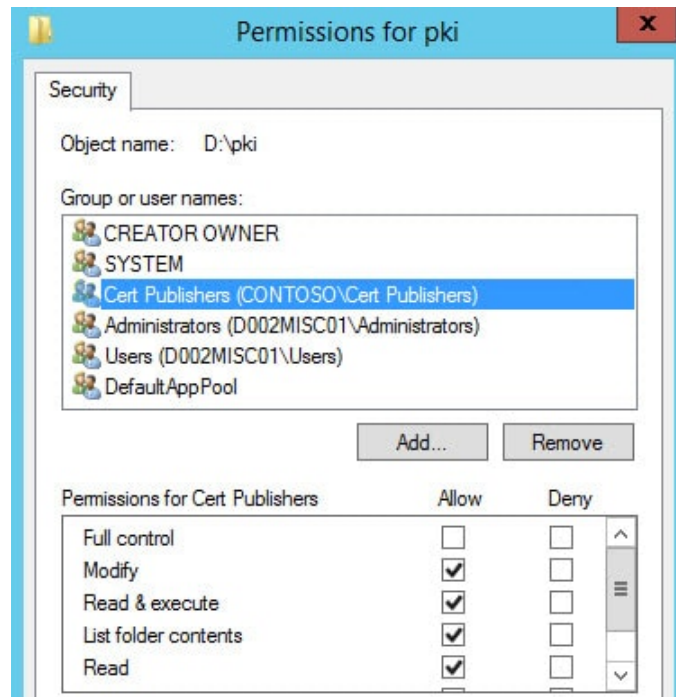 Permissions for pki
x
Security
Object name: D:\pki
Group or user names:
CREATOR OWNER
SYSTEM
Cert Publishers (CONTOSO\Cert Publishers)
Administrators (D002MISC01\Administrators)
Users (D002MISC01\Users)
DefaultAppPool
Add... Remove
Permissions for Cert Publishers Allow Deny
Full control
Modify
Read & execute
List folder contents
Read